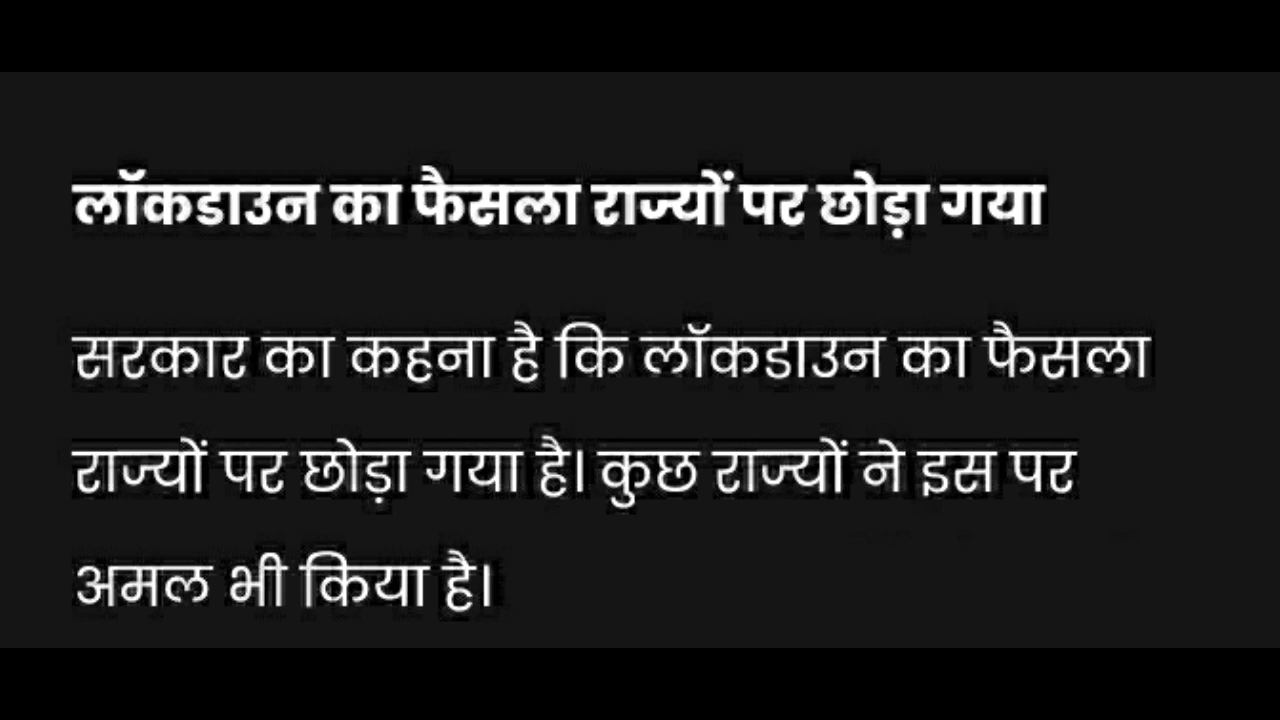 लॉकडाउन का फैसला राज्यों पर छोड़ा गया
सरकार का कहना है कि लॉकडाउन का फैसला
राज्यों पर छोड़ा गया है। कुछ राज्यों ने इस पर
अमल भी किया है।